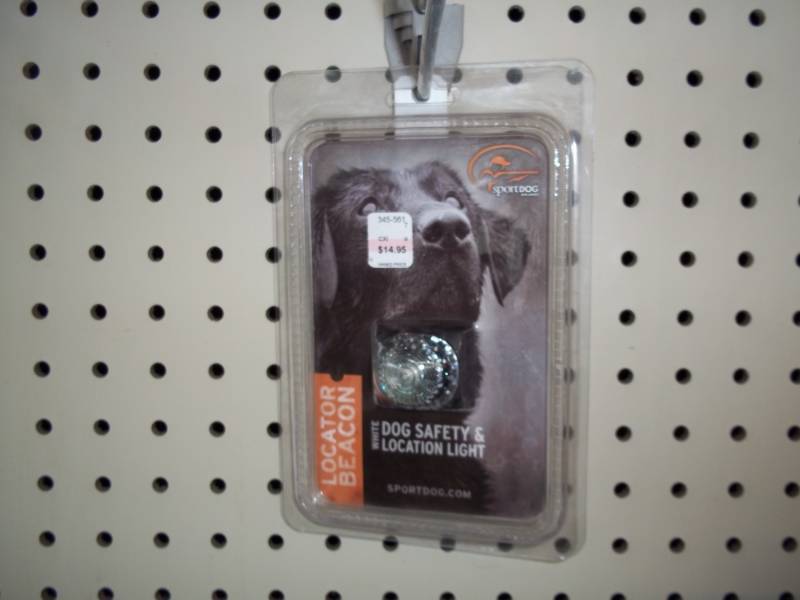 sportDOG
345-561
$14.95
LOCATOR
BEACON
WHITE
DOG SAFETY &
LOCATION LIGHT
SPORTDOG.COM